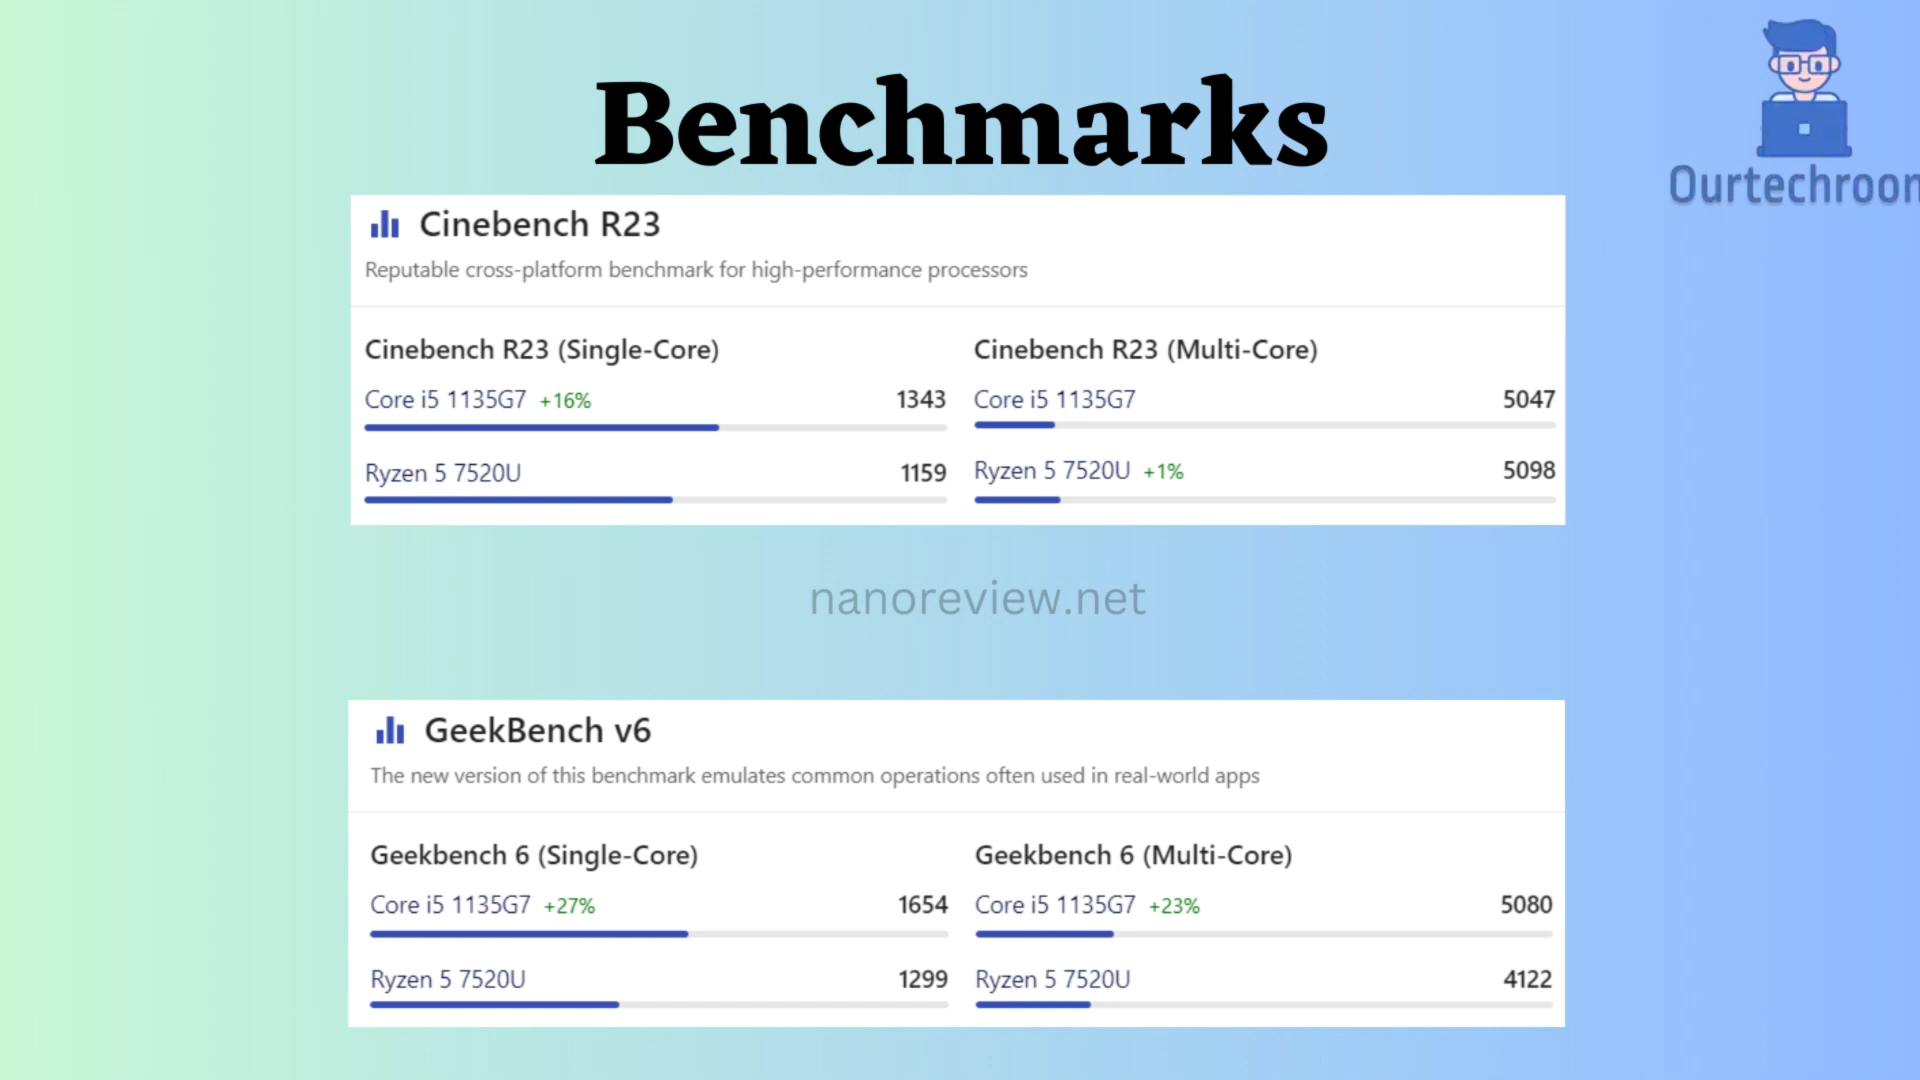 Benchmarks
Ourtechroom
Cinebench R23
Reputable cross-platform benchmark for high-performance processors
Cinebench R23 (Single-Core)
Core i5 1135G7 +16% 1343
Ryzen 5 7520U 1159
Cinebench R23 (Multi-Core)
Core i5 1135G7 5047
Ryzen 5 7520U +1% 5098
nanoreview.net
GeekBench v6
The new version of this benchmark emulates common operations often used in real-world apps
Geekbench 6 (Single-Core)
Core i5 1135G7 +27% 1654
Ryzen 5 7520U 1299
Geekbench 6 (Multi-Core)
Core i5 1135G7 +23% 5080
Ryzen 5 7520U 4122